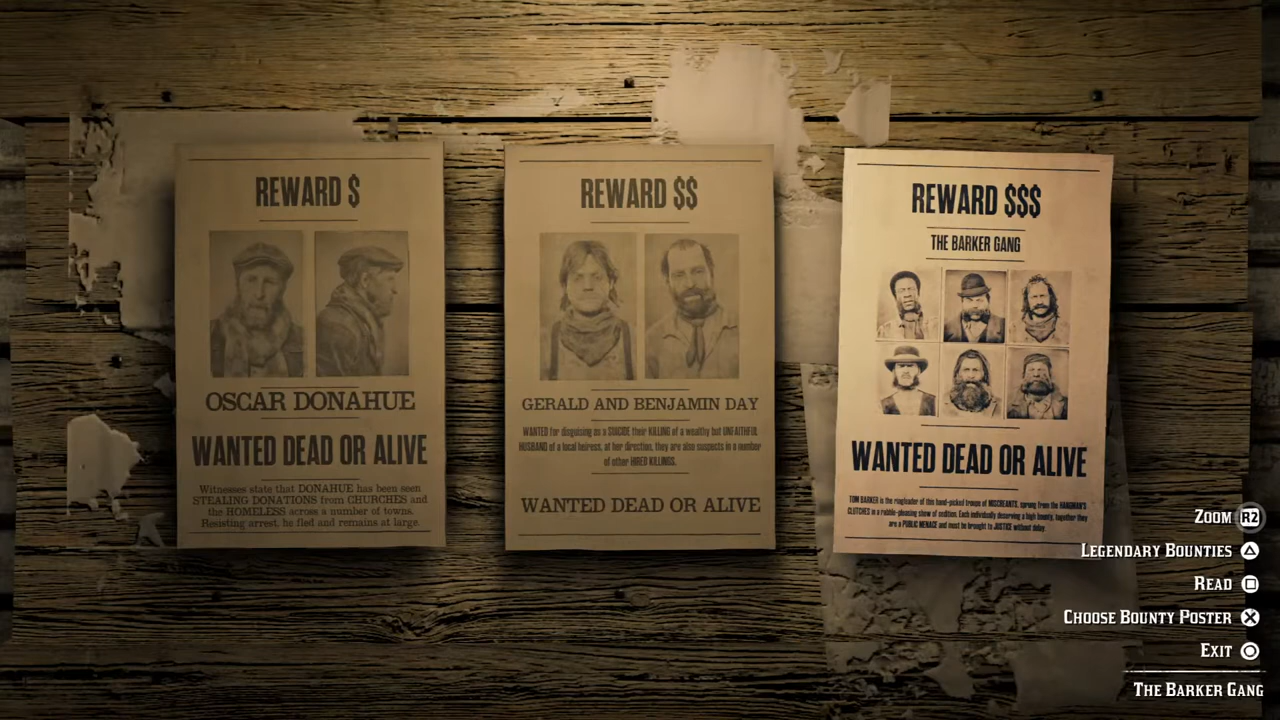 REWARD $
OSCAR DONAHUE
WANTED DEAD OR ALIVE
Witnesses state that DONAHUE has been seen
STEALING DONATIONS from CHURCHES and
the HOMELESS across a number of towns.
Resisting arrest, he fled and remains at large.
REWARD $$
GERALD AND BENJAMIN DAY
WANTED for disguising as a SUICIDE their KILLING of a wealthy but UNFAITHFUL
HUSBAND of a local heiress, at her direction, they are also suspects in a number
of other HIRED KILLINGS.
WANTED DEAD OR ALIVE
REWARD $$$
THE BARKER GANG
WANTED DEAD OR ALIVE
TOM BARKER is the ringleader of this hand-picked troupe of MISCREANTS, sprung from the HANGMAN'S
CLUTCHES in a rabble-pleasing show of sedition. Each individually deserving a high bounty, together they
are a PUBLIC MENACE and must be brought to JUSTICE without delay.
ZOOM R2
LEGENDARY BOUNTIES
READ
CHOOSE BOUNTY POSTER
EXIT
THE BARKER GANG